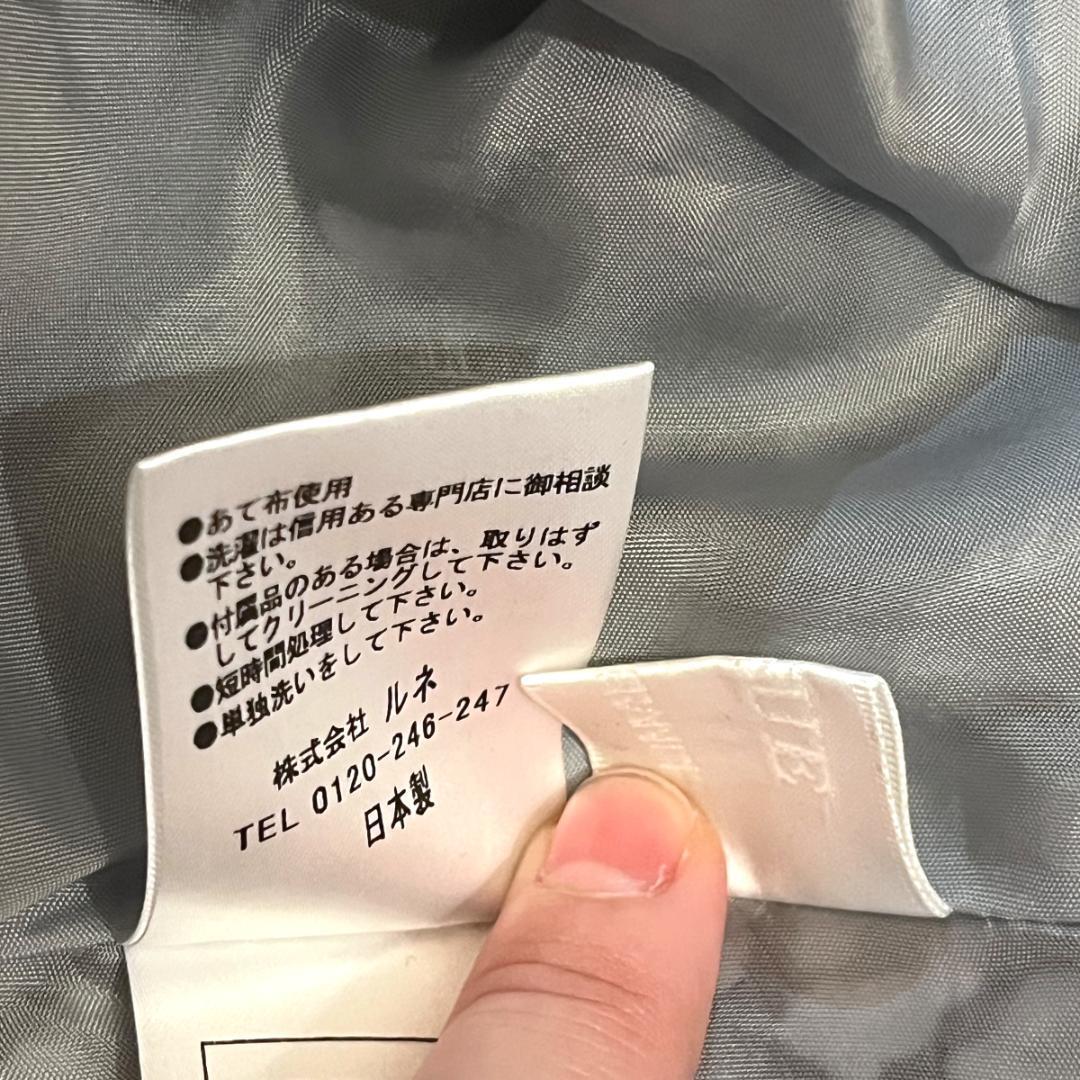 ●あて布使用
●洗濯は信用ある専門店に御相談
下さい。
●付属品のある場合は、取りはず
してクリーニングして下さい。
●短時間処理して下さい。
●単独洗いをして下さい。
株式会社 ルネ
TEL 0120-246-247
日本製